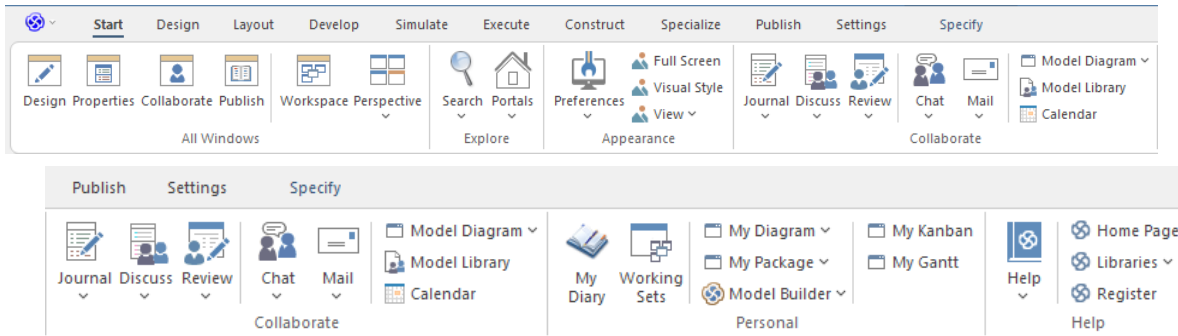 Start Design Layout Develop Simulate Execute Construct Specialize Publish Settings Specify
Design Properties Collaborate Publish Workspace Perspective Search Portals Preferences Full Screen Journal Discuss Review Chat Mail Model Diagram
Visual Style Model Library
View Calendar
All Windows Explore Appearance Collaborate
Publish Settings Specify
Journal Discuss Review Chat Mail Model Diagram My Diary Working Sets My Diagram My Kanban Help Home Page
Model Library My Package My Gantt Libraries
Calendar Model Builder Register
Collaborate Personal Help